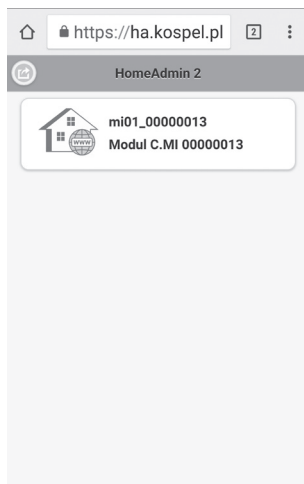 https://ha.kospel.pl 2
HomeAdmin 2
mi01_00000013
www
Modul C.MI 00000013